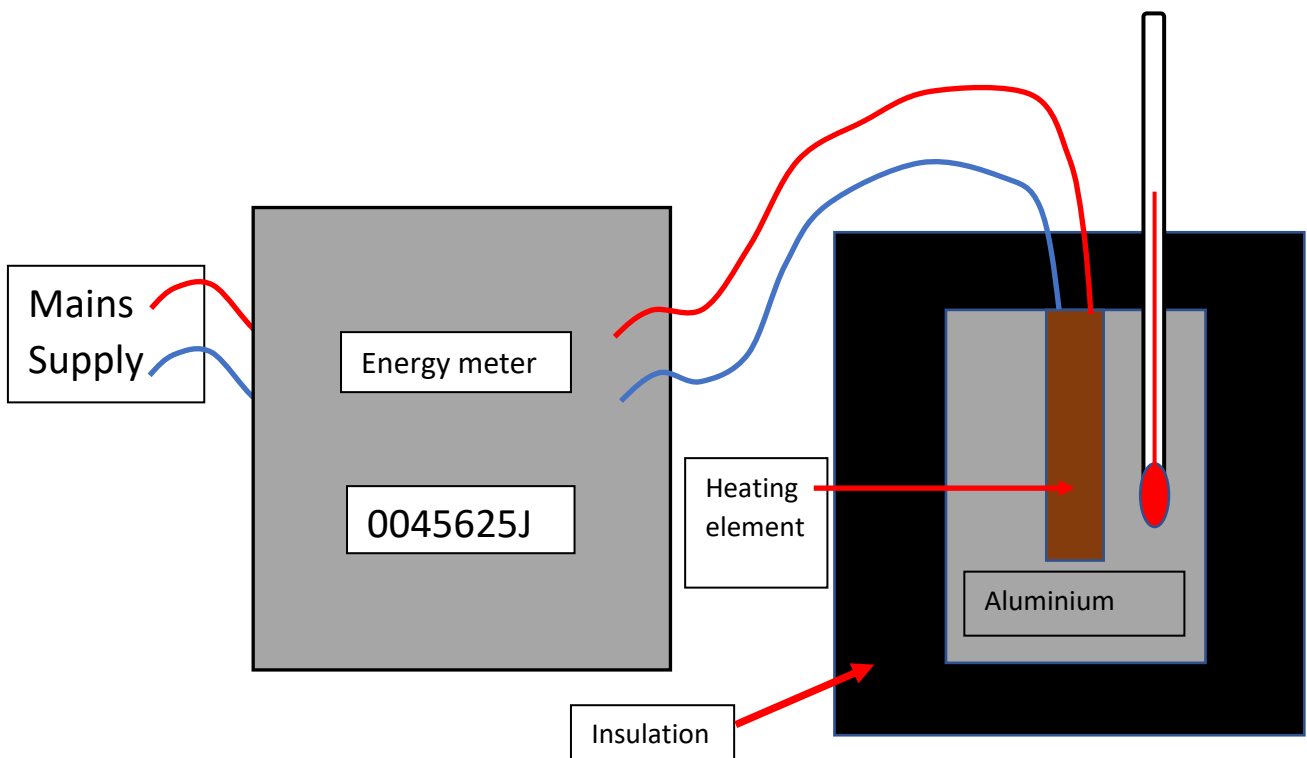 Mains
Supply
Energy meter
0045625J
Heating
element
Aluminium
Insulation